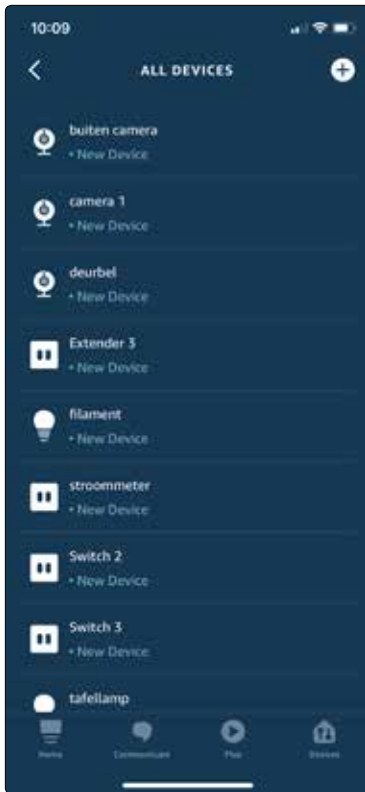 10:09
ALL DEVICES
buiten camera
• New Device
camera 1
• New Device
deurbel
• New Device
Extender 3
• New Device
filament
• New Device
stroommeter
• New Device
Switch 2
• New Device
Switch 3
• New Device
tafellamp
Home
Communicate
Play
Devices